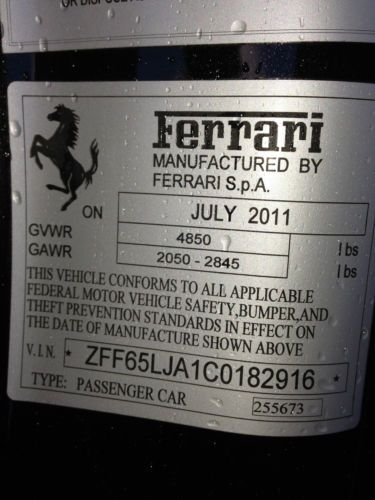 Ferrari
MANUFACTURED BY
FERRARI S.p.A.
ON JULY 2011
GVWR 4850 lbs
GAWR 2050 - 2845 lbs
THIS VEHICLE CONFORMS TO ALL APPLICABLE
FEDERAL MOTOR VEHICLE SAFETY,BUMPER,AND
THEFT PREVENTION STANDARDS IN EFFECT ON
THE DATE OF MANUFACTURE SHOWN ABOVE
V.I.N. * ZFF65LJA1C0182916 *
TYPE: PASSENGER CAR 255673